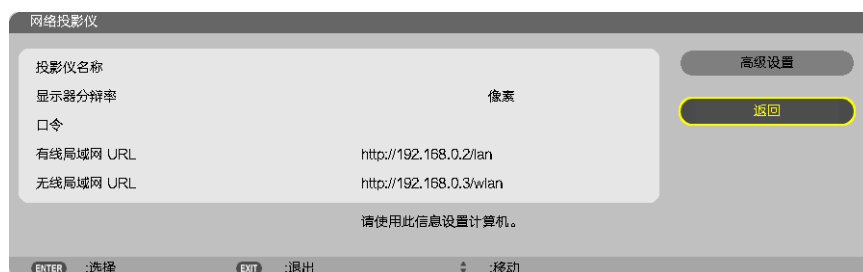 网络投影仪
投影仪名称
显示器分辩率 像素
口令
有线局域网 URL http://192.168.0.2/lan
无线局域网 URL http://192.168.0.3/wlan
请使用此信息设置计算机。
高级设置
返回
ENTER :选择 EXIT :退出 :移动